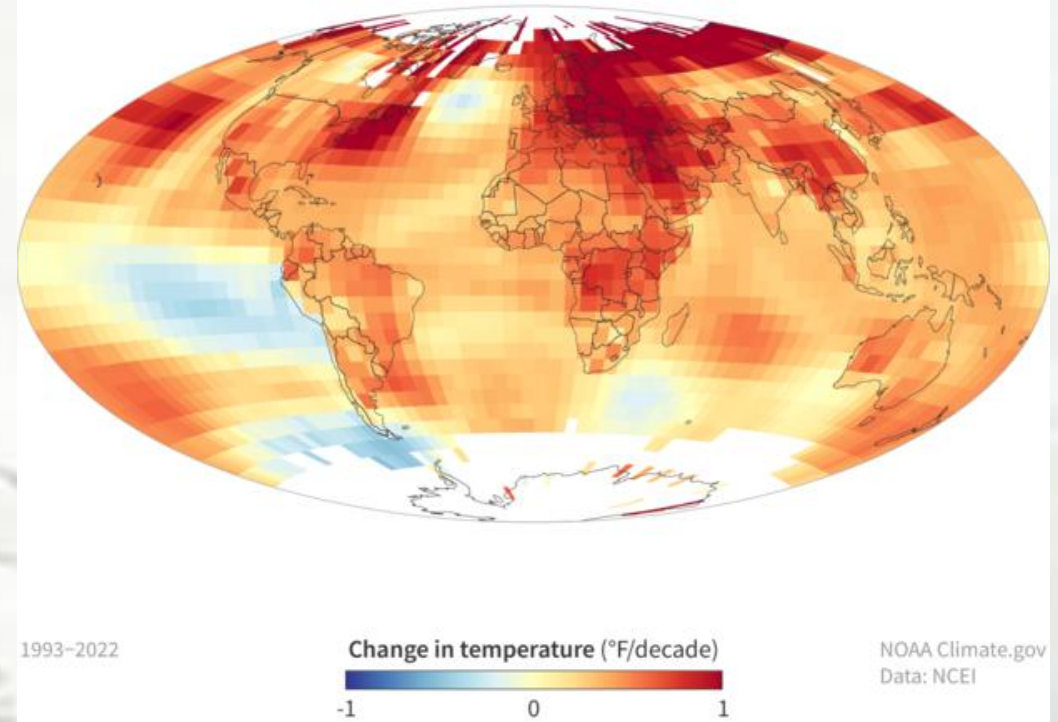 1993–2022
Change in temperature (°F/decade)
-1 0 1
NOAA Climate.gov
Data: NCEI